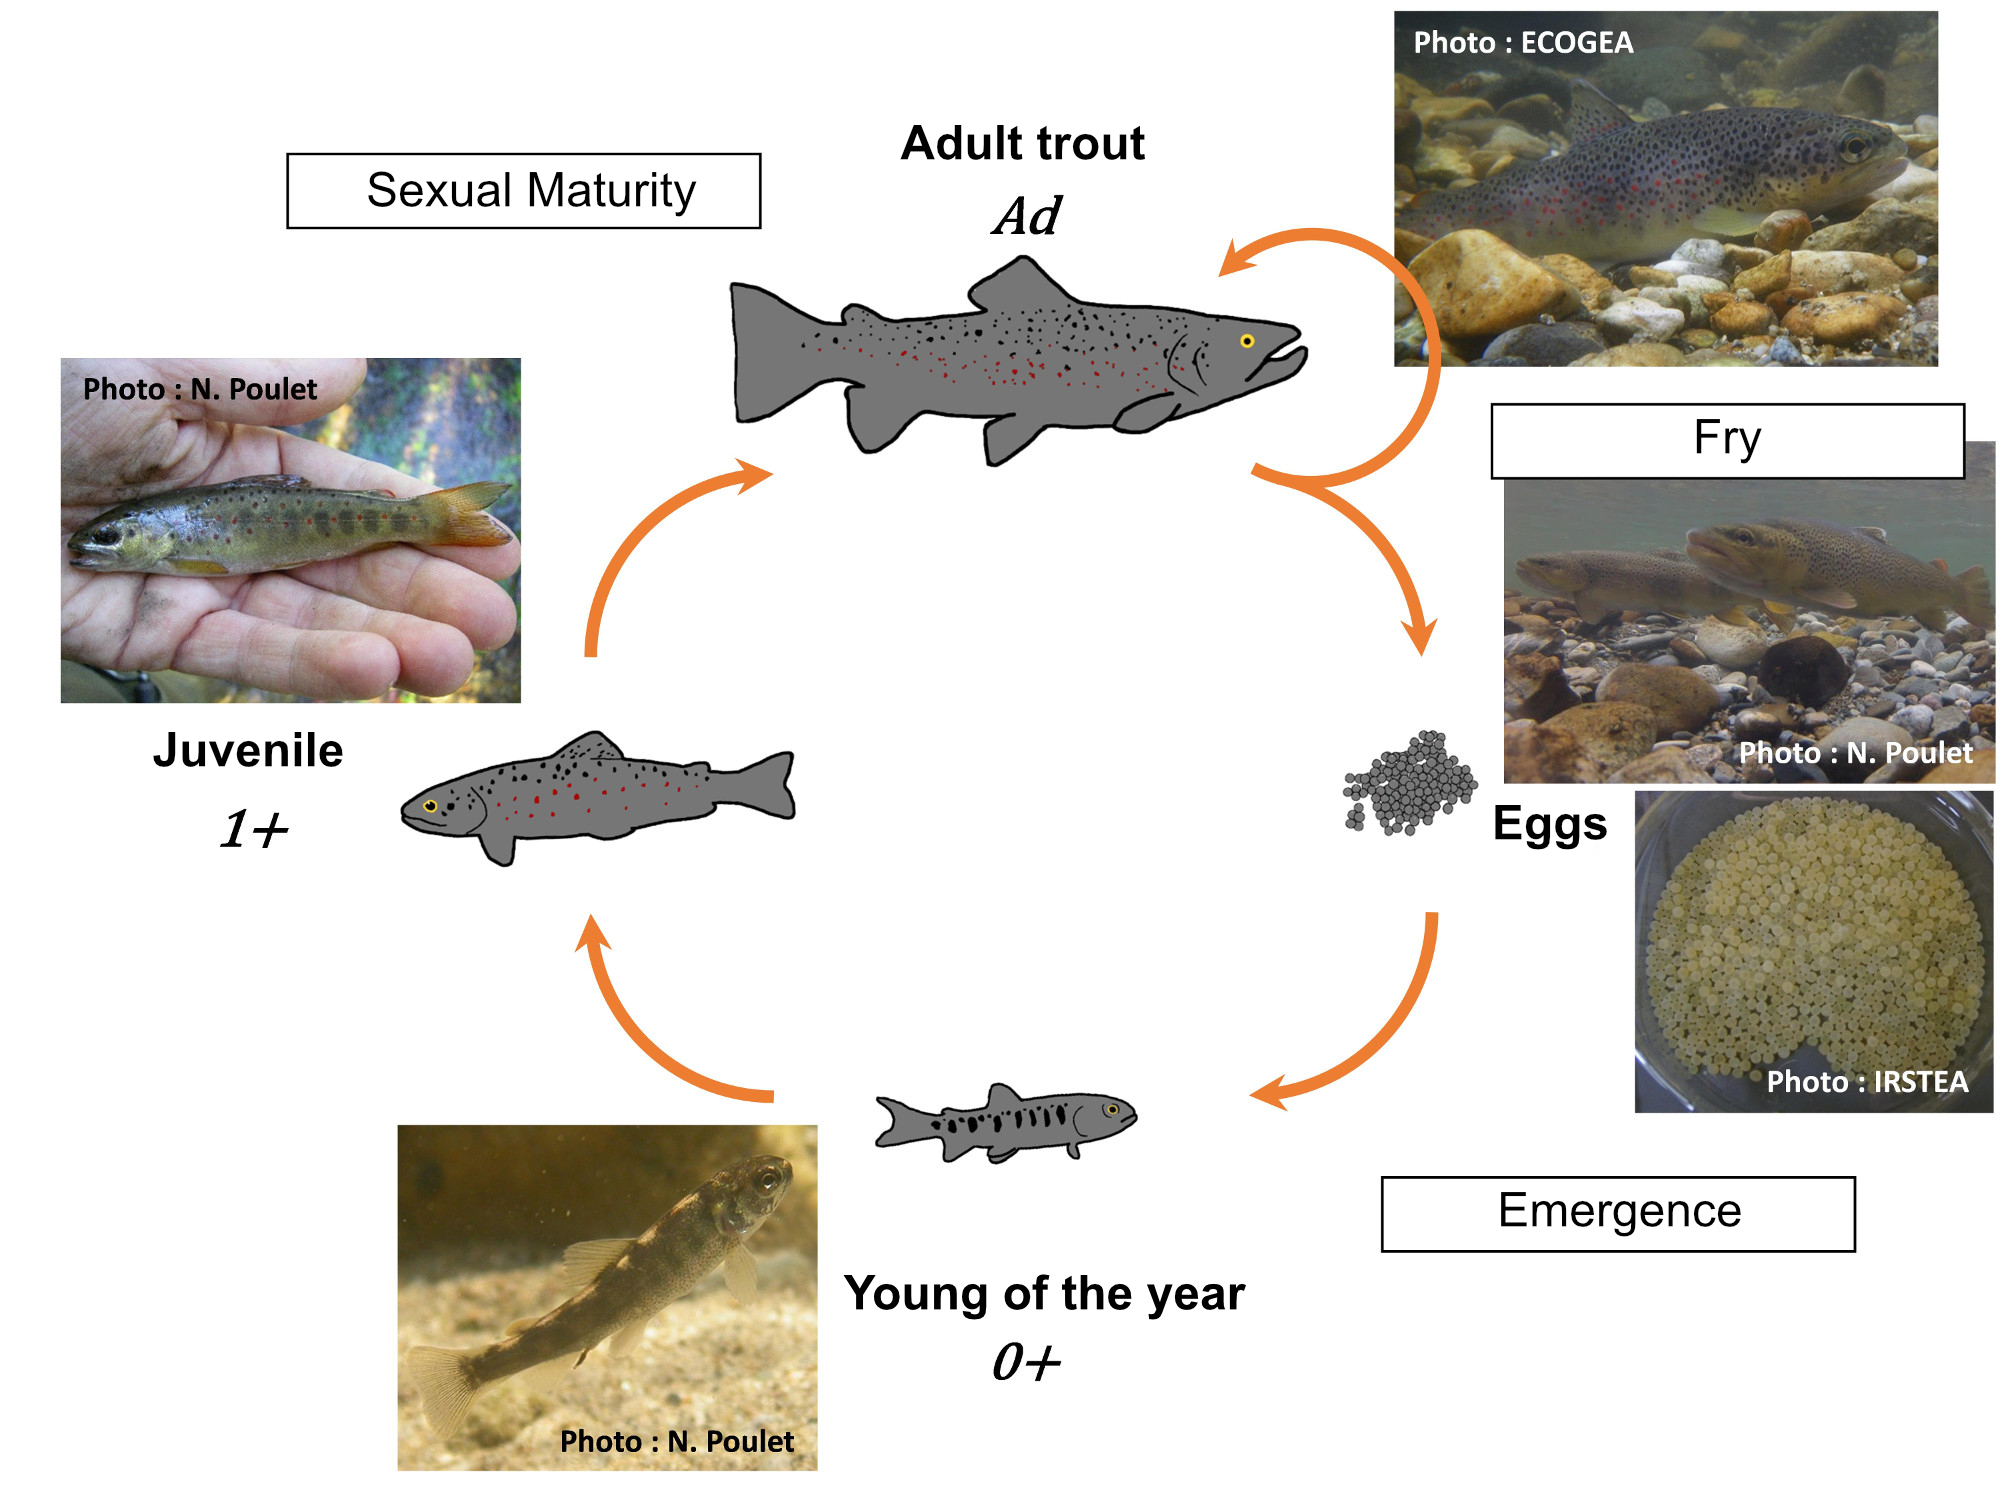 Photo : ECOGEA
Adult trout
Ad
Sexual Maturity
Photo : N. Poulet
Fry
Juvenile
1+
Photo : N. Poulet
Eggs
Photo : IRSTEA
Emergence
Young of the year
0+
Photo : N. Poulet